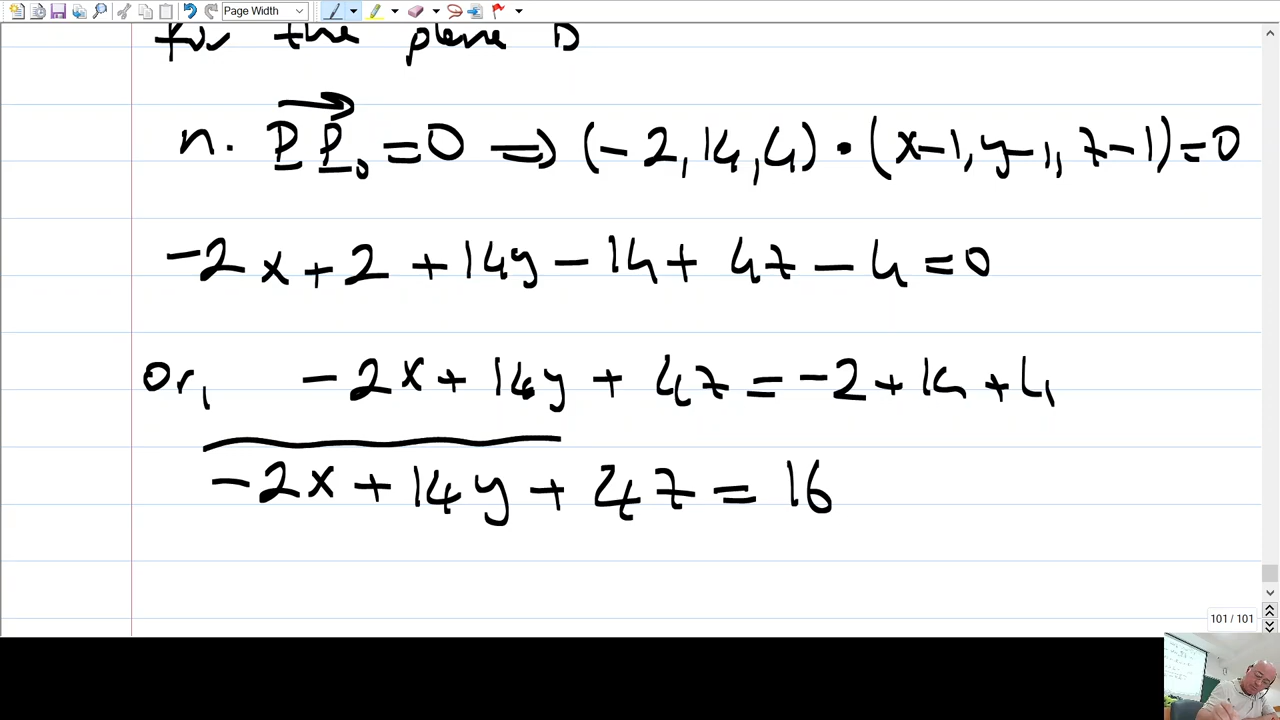 Page Width
for the plane D
n. PP₀ = 0 ⟹ (-2, 14, 4) • (x-1, y-1, z-1) = 0
-2x + 2 + 14y - 14 + 4z - 4 = 0
Or, -2x + 14y + 4z = -2 + 14 + 4
-2x + 14y + 4z = 16
101 / 101